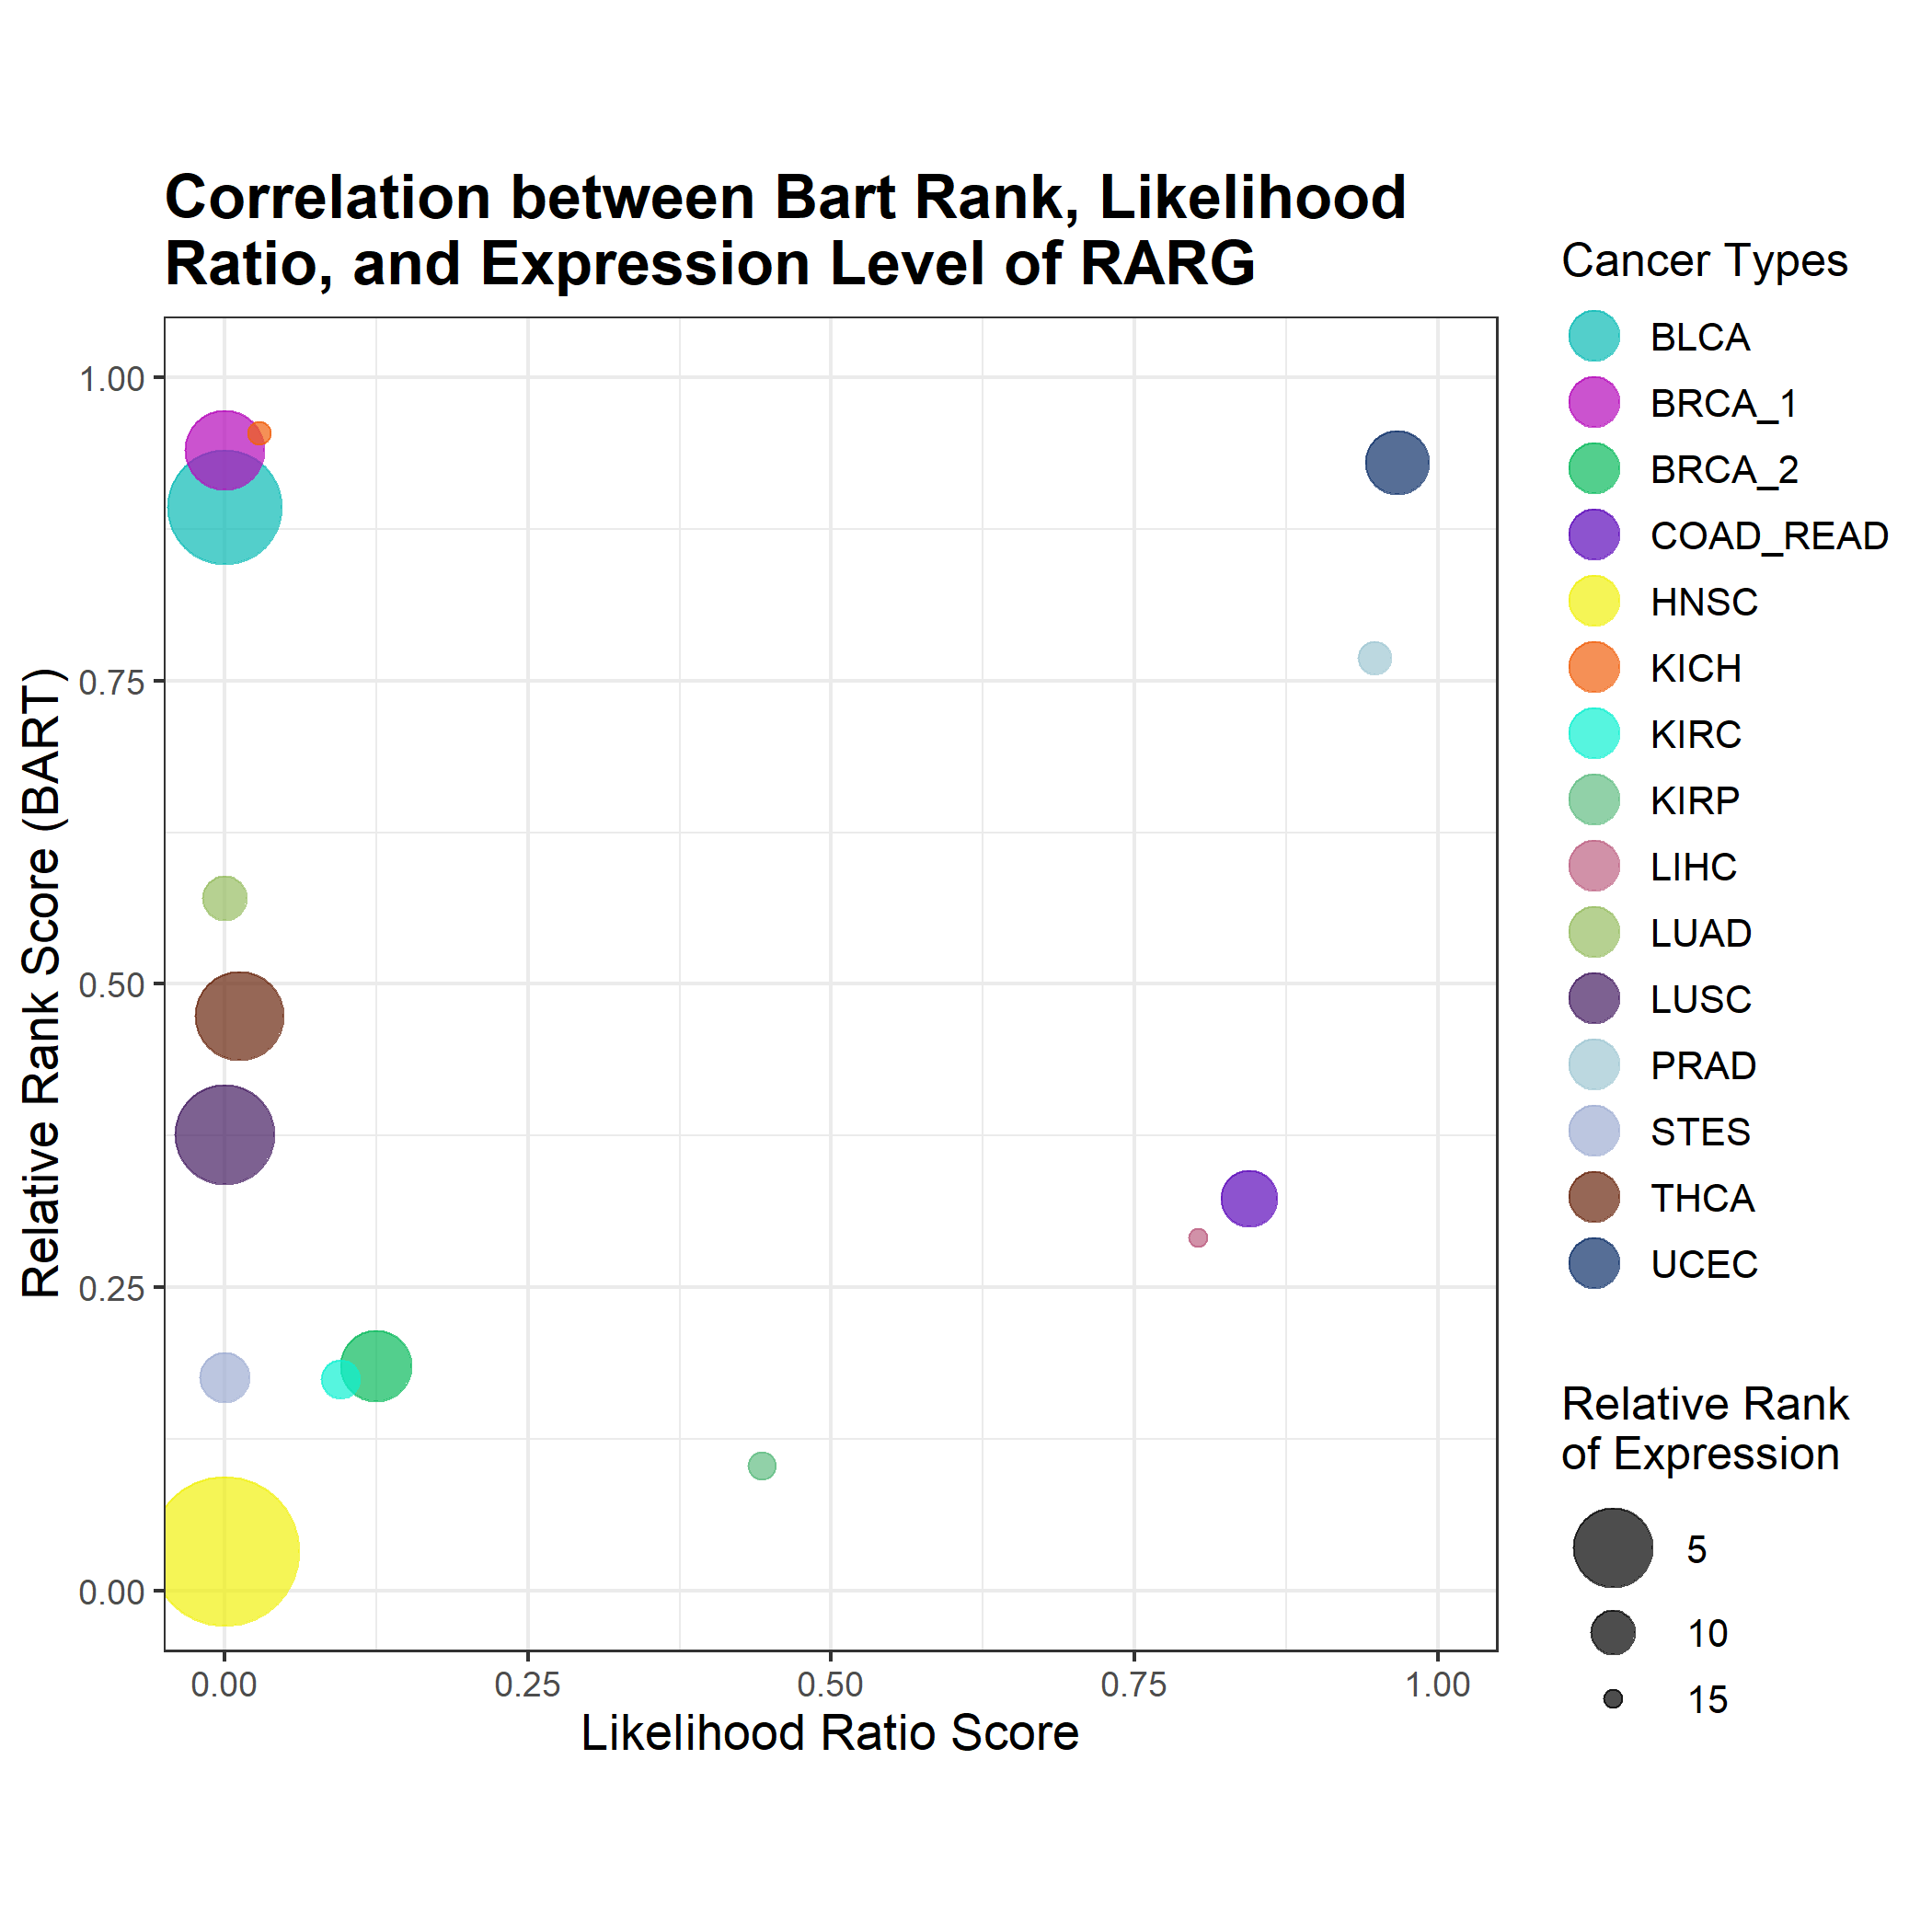 Correlation between Bart Rank, Likelihood
Ratio, and Expression Level of RARG
Relative Rank Score (BART)
1.00
0.75
0.50
0.25
0.00
0.00
0.25
0.50
0.75
1.00
Likelihood Ratio Score
Cancer Types
BLCA
BRCA_1
BRCA_2
COAD_READ
HNSC
KICH
KIRC
KIRP
LIHC
LUAD
LUSC
PRAD
STES
THCA
UCEC
Relative Rank
of Expression
5
10
15